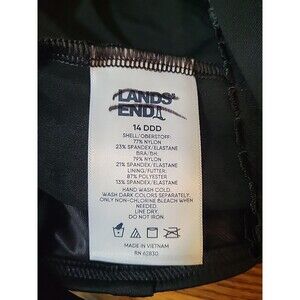 LANDS'
END
14 DDD
SHELL/OBERSTOFF:
77% NYLON
23% SPANDEX/ELASTANE
BRA/BH:
79% NYLON
21% SPANDEX/ELASTANE
LINING/FUTTER:
87% POLYESTER
13% SPANDEX/ELASTANE
HAND WASH COLD.
WASH DARK COLORS SEPARATELY.
ONLY NON-CHLORINE BLEACH WHEN
NEEDED.
LINE DRY.
DO NOT IRON
MADE IN VIETNAM
RN 62830